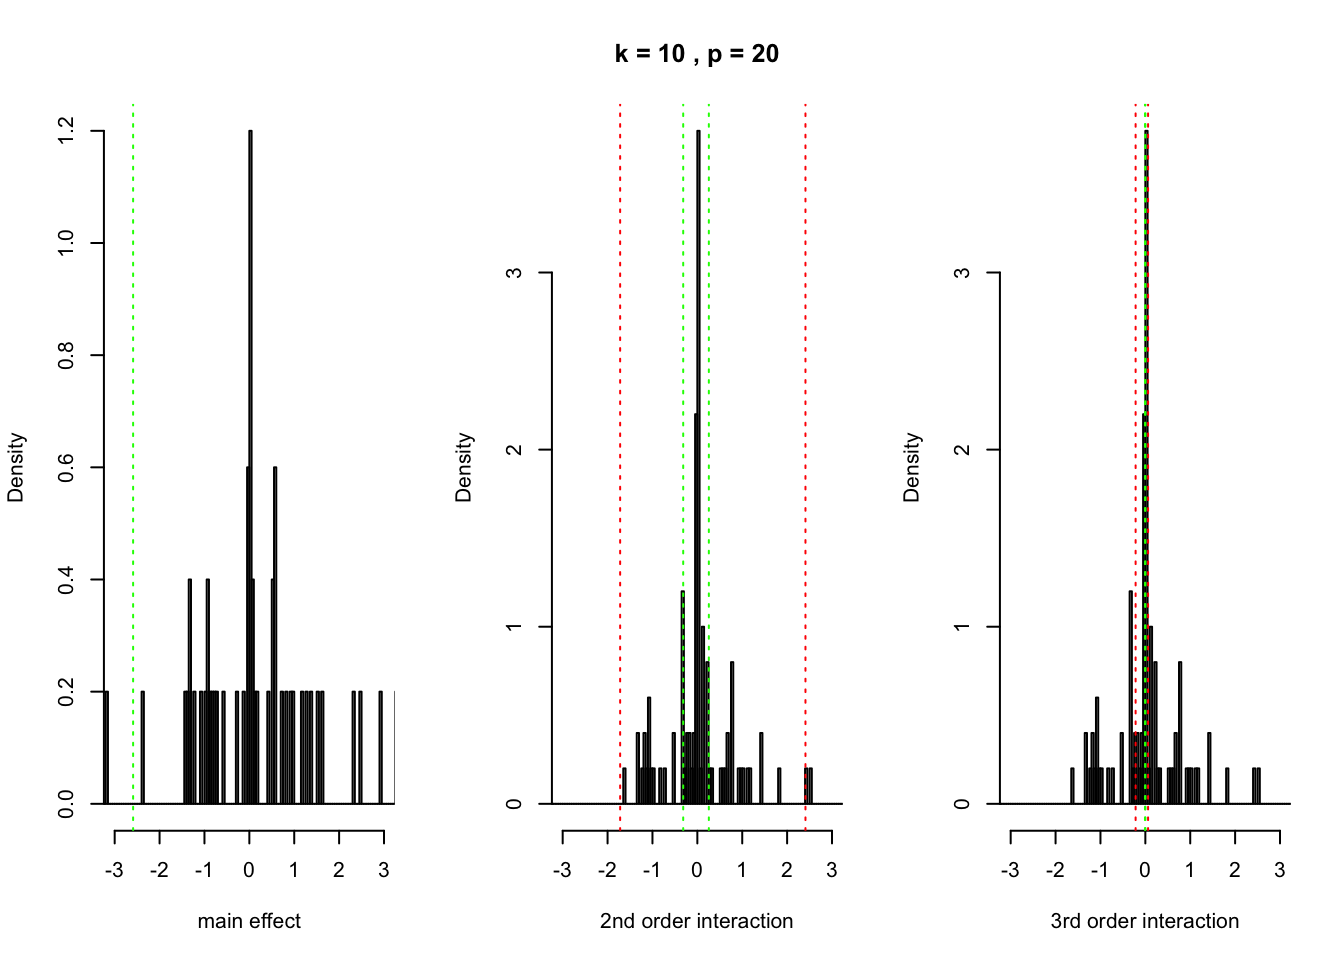 k = 10 , p = 20
Density
1.2
1.0
0.8
0.6
0.4
0.2
0.0
-3 -2 -1 0 1 2 3
main effect
Density
3
2
1
0
-3 -2 -1 0 1 2 3
2nd order interaction
Density
3
2
1
0
-3 -2 -1 0 1 2 3
3rd order interaction